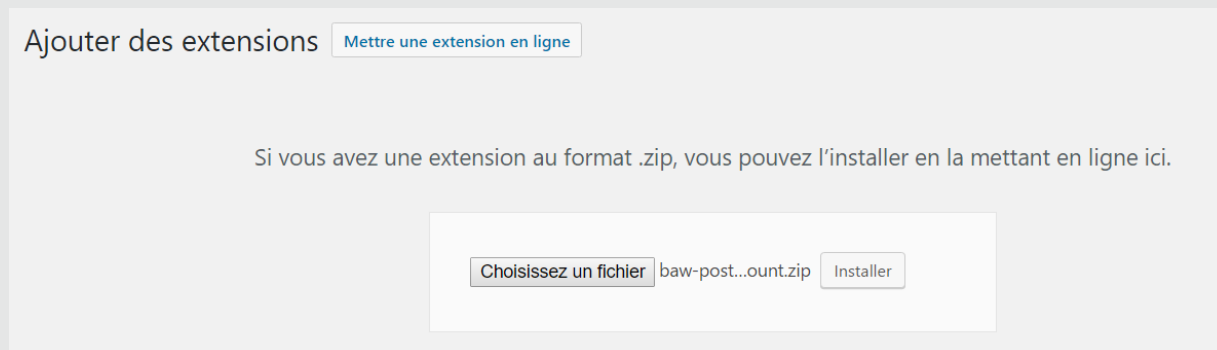 Ajouter des extensions Mettre une extension en ligne
Si vous avez une extension au format .zip, vous pouvez l’installer en la mettant en ligne ici.
Choisissez un fichier baw-post...ount.zip Installer